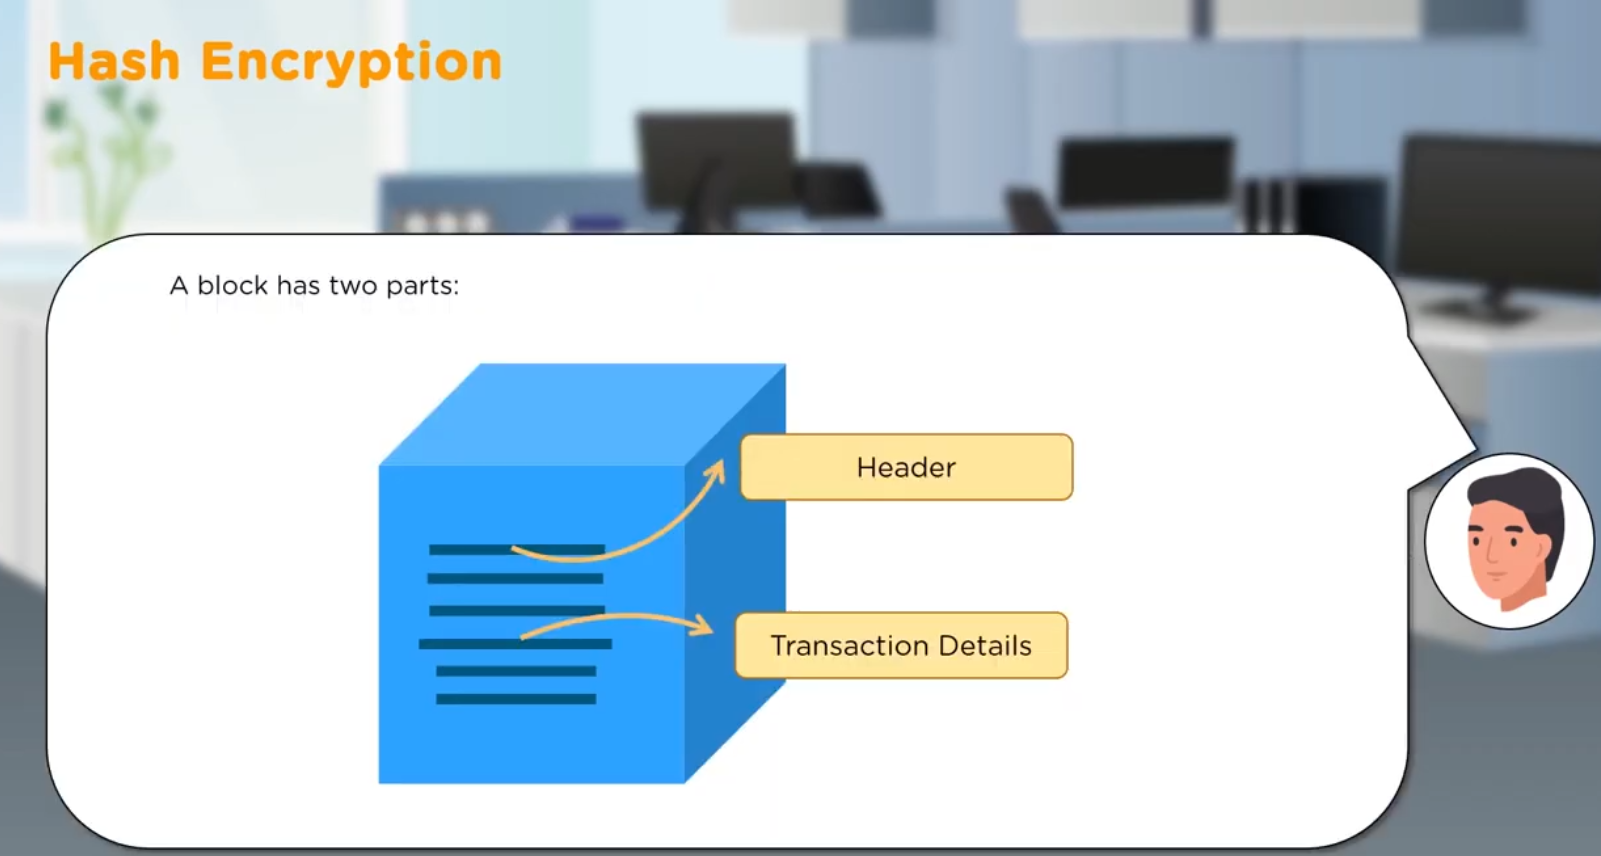 Hash Encryption
A block has two parts:
Header
Transaction Details